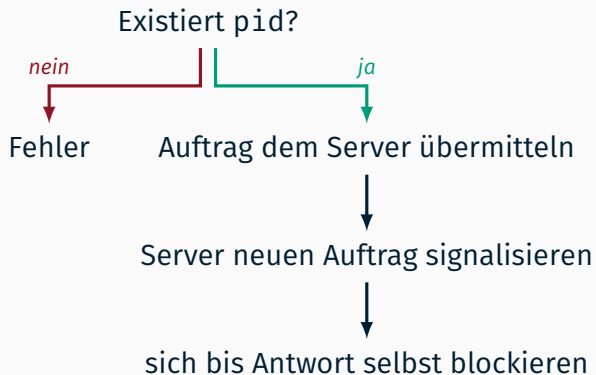 Existiert pid?
nein
ja
Fehler
Auftrag dem Server übermitteln
Server neuen Auftrag signalisieren
sich bis Antwort selbst blockieren